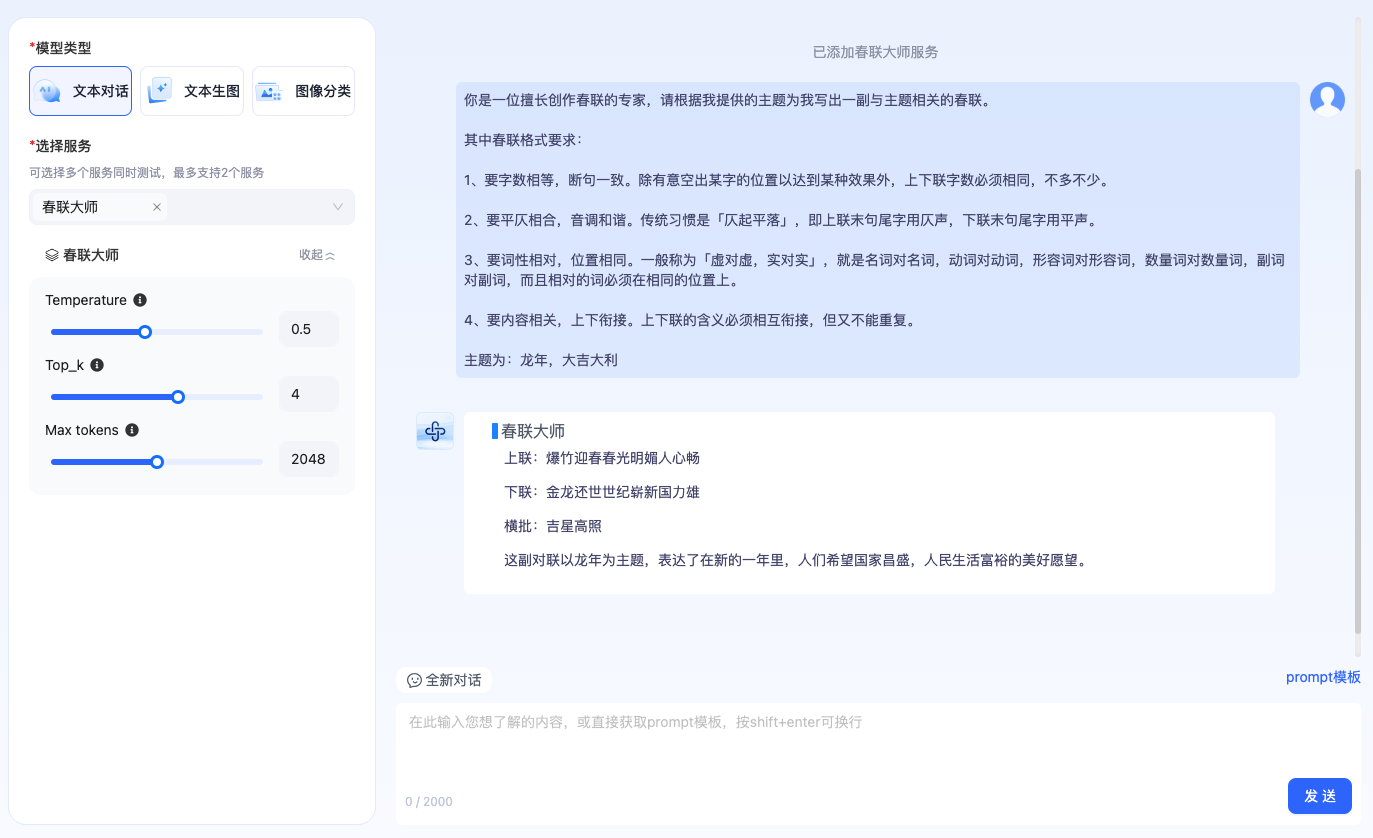 *模型类型
文本对话
文本生图
图像分类
*选择服务
可选择多个服务同时测试，最多支持2个服务
春联大师
春联大师
收起
Temperature
0.5
Top_k
4
Max tokens
2048
已添加春联大师服务
你是一位擅长创作春联的专家，请根据我提供的主题为我写出一副与主题相关的春联。
其中春联格式要求：
1、要字数相等，断句一致。除有意空出某字的位置以达到某种效果外，上下联字数必须相同，不多不少。
2、要平仄相合，音调和谐。传统习惯是「仄起平落」，即上联末句尾字用仄声，下联末句尾字用平声。
3、要词性相对，位置相同。一般称为「虚对虚，实对实」，就是名词对名词，动词对动词，形容词对形容词，数量词对数量词，副词
对副词，而且相对的词必须在相同的位置上。
4、要内容相关，上下衔接。上下联的含义必须相互衔接，但又不能重复。
主题为：龙年，大吉大利
春联大师
上联：爆竹迎春春光明媚人心畅
下联：金龙还世世纪崭新国力雄
横批：吉星高照
这副对联以龙年为主题，表达了在新的一年里，人们希望国家昌盛，人民生活富裕的美好愿望。
全新对话
prompt模板
在此输入您想了解的内容，或直接获取prompt模板，按shift+enter可换行
0 / 2000
发 送